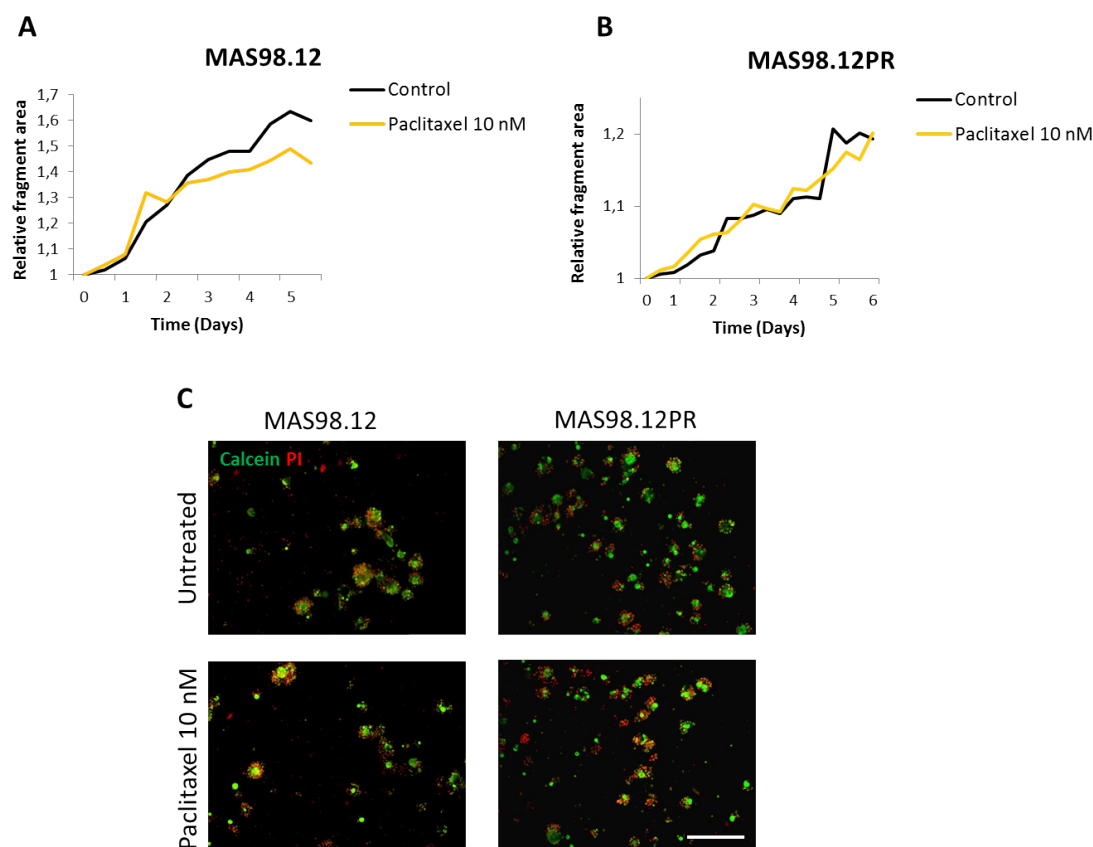 A
MAS98.12
Control
Paclitaxel 10 nM
Relative fragment area
1,7
1,6
1,5
1,4
1,3
1,2
1,1
1
0 1 2 3 4 5
Time (Days)
B
MAS98.12PR
Control
Paclitaxel 10 nM
Relative fragment area
1,2
1,1
1
0 1 2 3 4 5 6
Time (Days)
C
MAS98.12 MAS98.12PR
Untreated
Calcein PI
Paclitaxel 10 nM